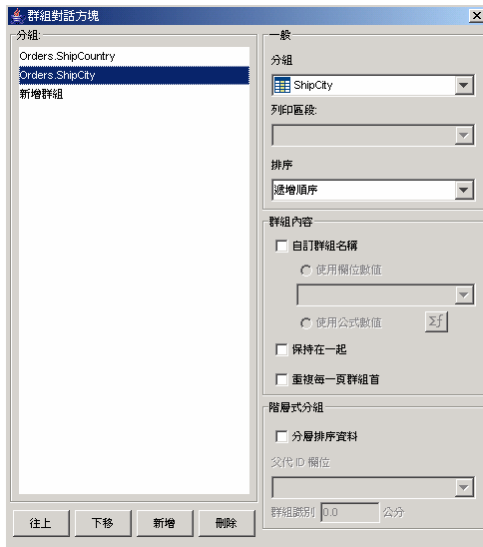 群組對話方塊
分組:
Orders.ShipCountry
Orders.ShipCity
新增群組
往上
下移
新增
刪除
一般
分組
ShipCity
列印區段:
排序
遞增順序
群組內容
自訂群組名稱
使用欄位數值
使用公式數值
Σf
保持在一起
重複每一頁群組首
階層式分組
分層排序資料
父代 ID 欄位
群組識別 0.0 公分